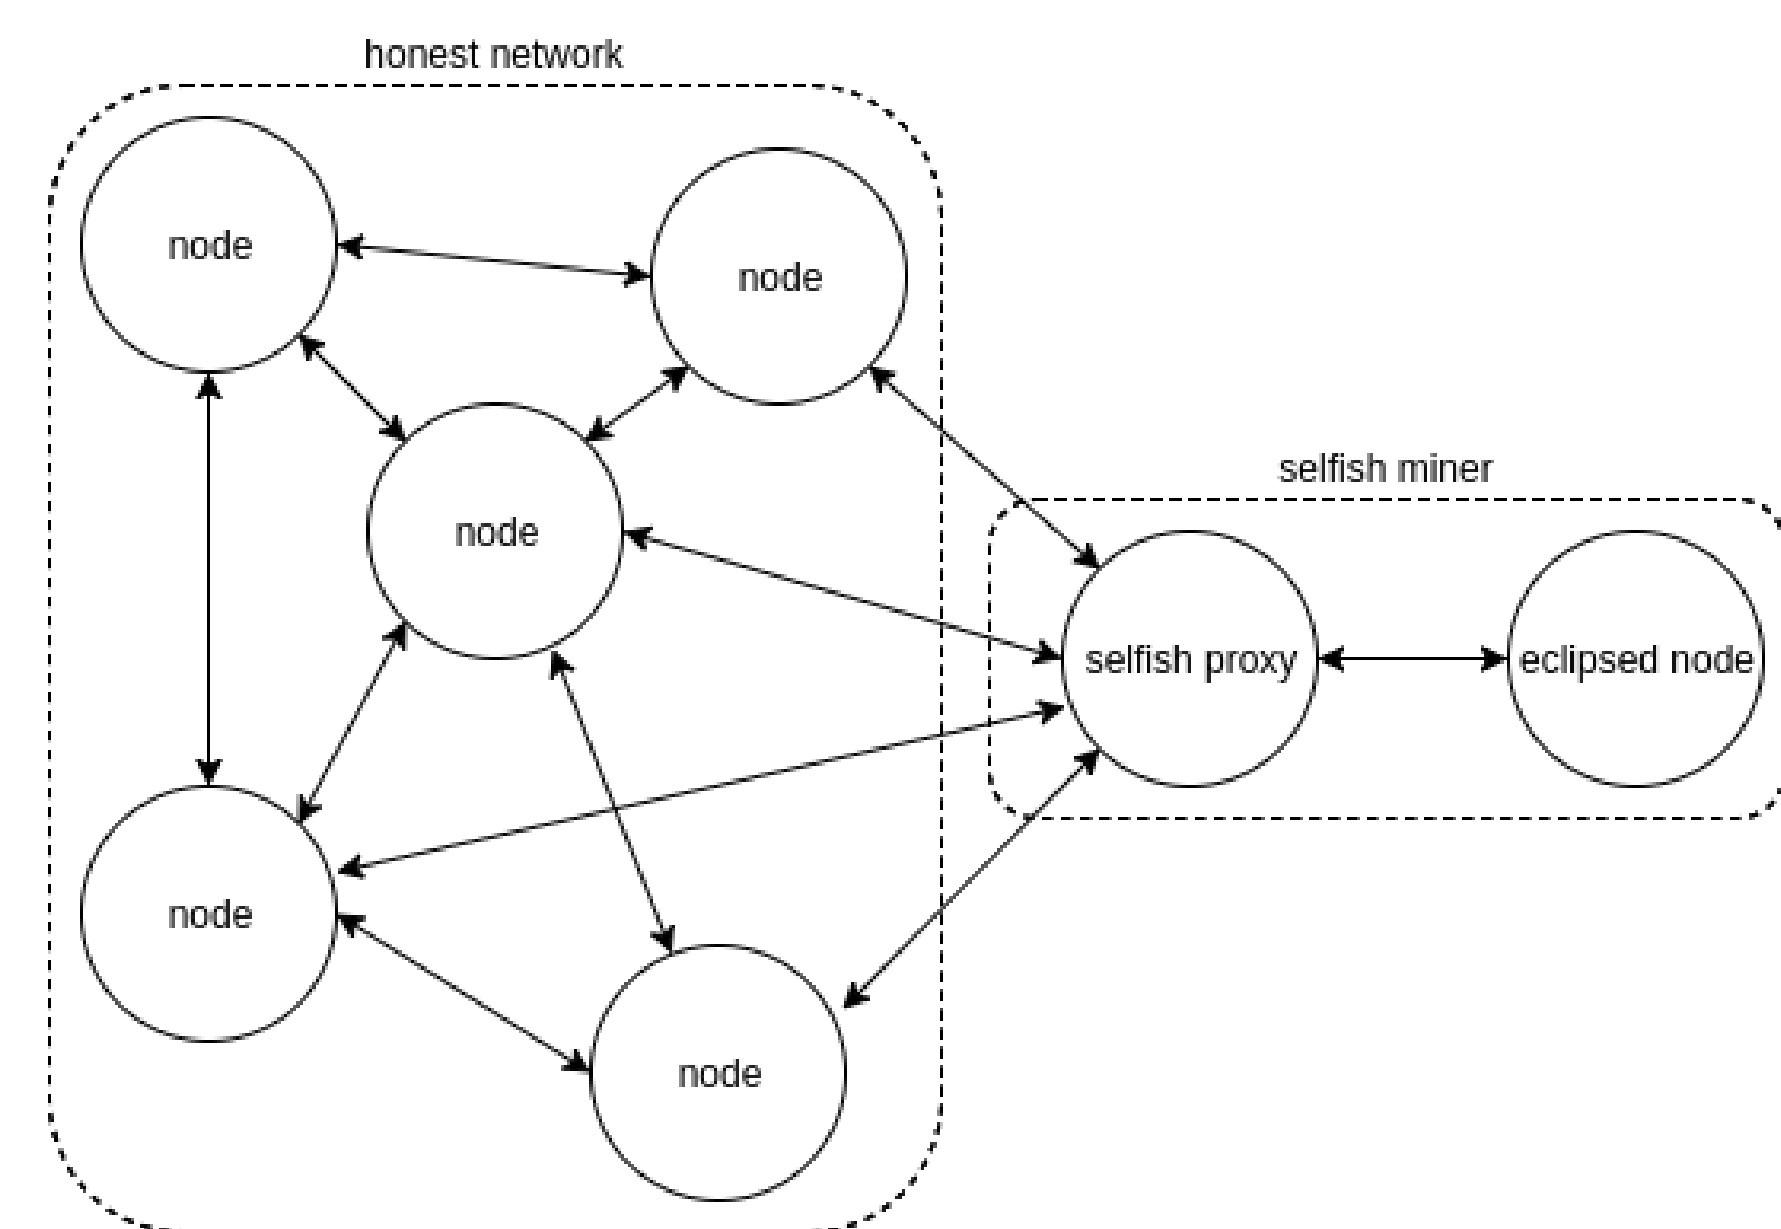 honest network
node
node
selfish miner
node
selfish proxy
eclipsed node
node
node